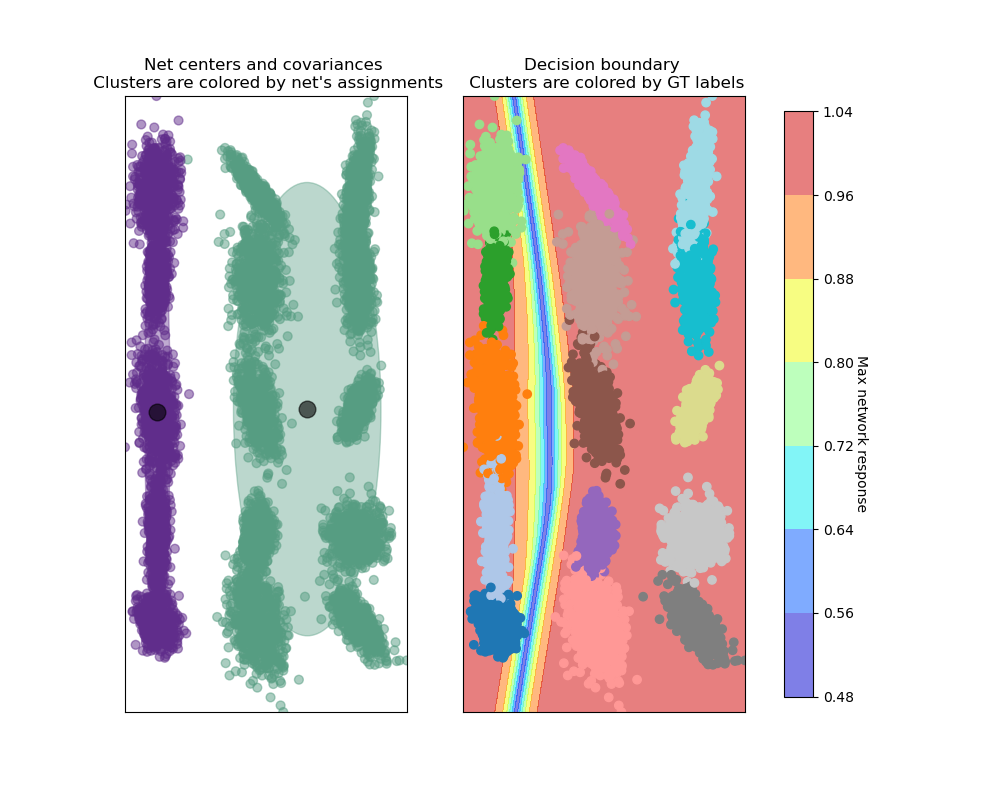 Net centers and covariances
Clusters are colored by net's assignments
Decision boundary
Clusters are colored by GT labels
1.04
0.96
0.88
0.80
0.72
0.64
0.56
0.48
Max network response